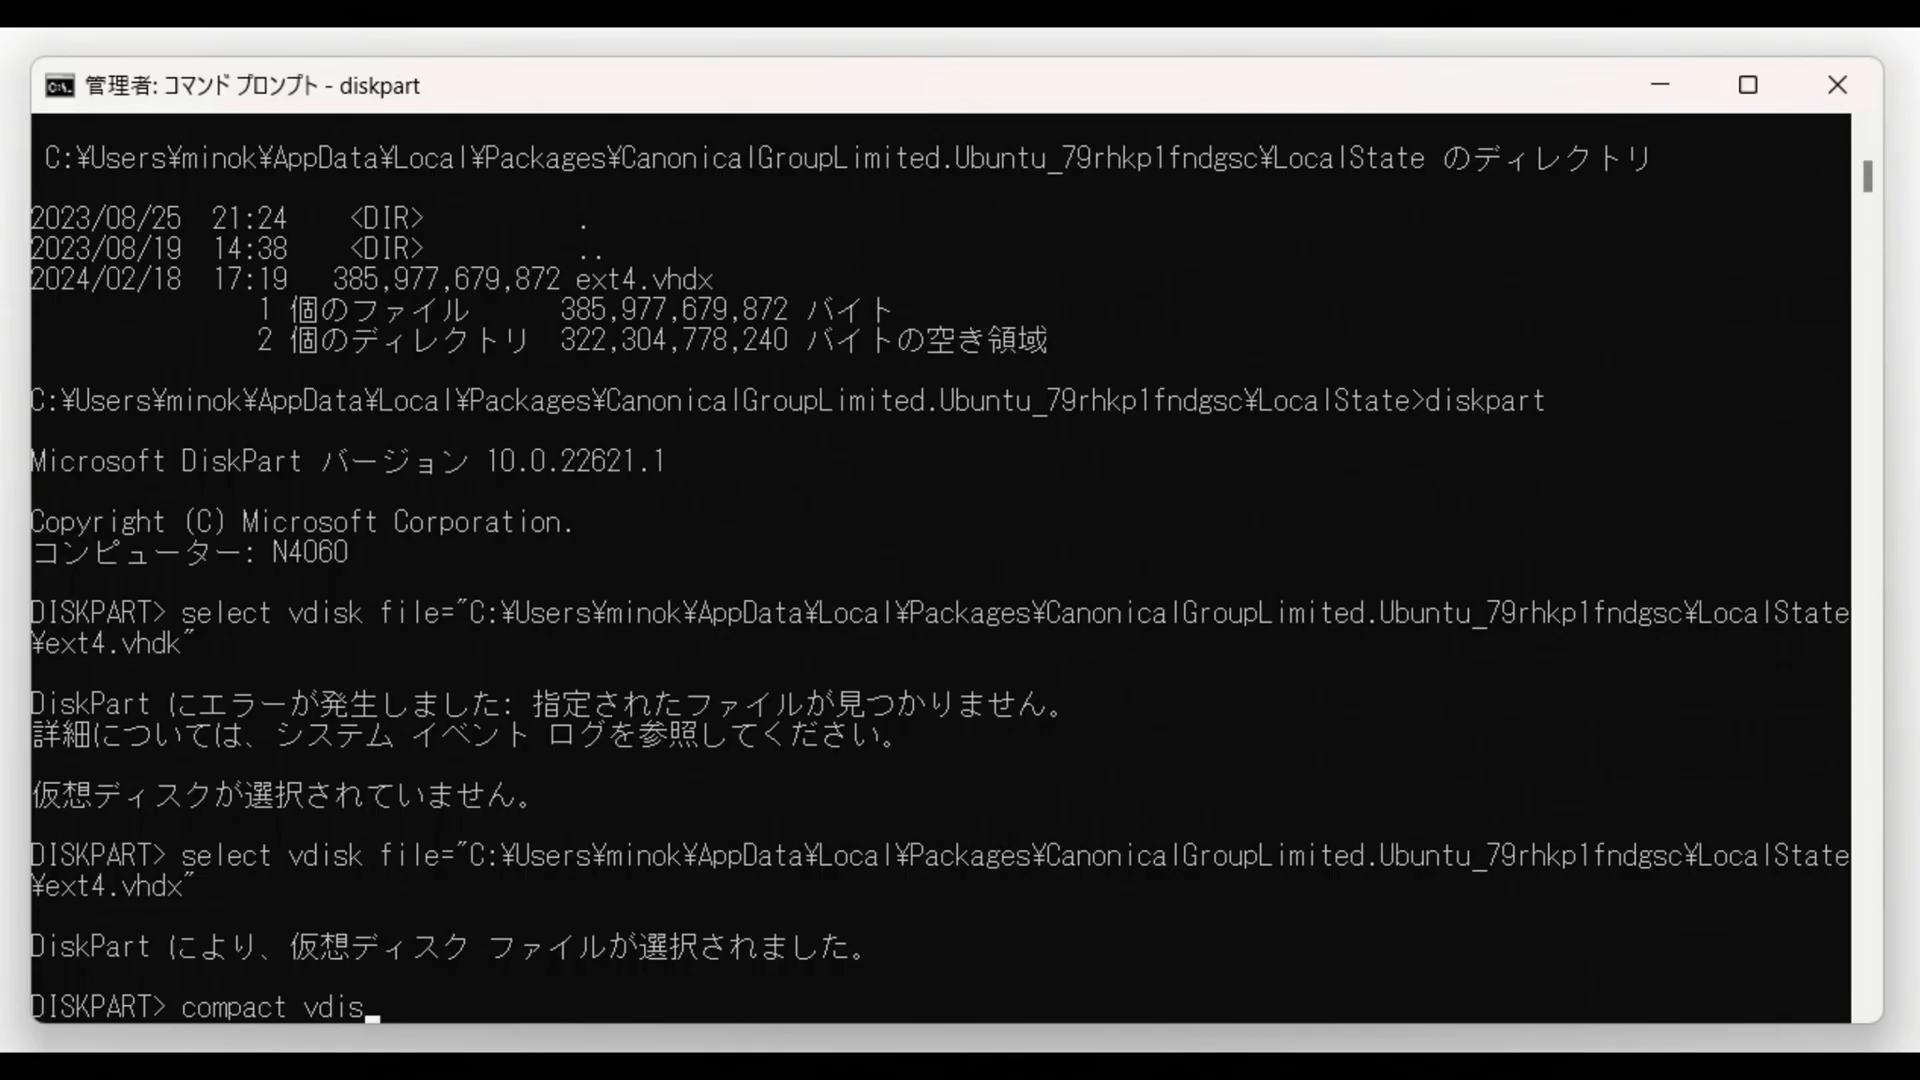 管理者: コマンド プロンプト - diskpart
C:¥Users¥minok¥AppData¥Local¥Packages¥CanonicalGroupLimited.Ubuntu_79rhkp1fndgsc¥LocalState のディレクトリ
2023/08/25  21:24    <DIR>          .
2023/08/19  14:38    <DIR>          ..
2024/02/18  17:19   385,977,679,872 ext4.vhdx
1 個のファイル      385,977,679,872 バイト
2 個のディレクトリ  322,304,778,240 バイトの空き領域
C:¥Users¥minok¥AppData¥Local¥Packages¥CanonicalGroupLimited.Ubuntu_79rhkp1fndgsc¥LocalState>diskpart
Microsoft DiskPart バージョン 10.0.22621.1
Copyright (C) Microsoft Corporation.
コンピューター: N4060
DISKPART> select vdisk file="C:¥Users¥minok¥AppData¥Local¥Packages¥CanonicalGroupLimited.Ubuntu_79rhkp1fndgsc¥LocalState
¥ext4.vhdk"
DiskPart にエラーが発生しました: 指定されたファイルが見つかりません。
詳細については、システム イベント ログを参照してください。
仮想ディスクが選択されていません。
DISKPART> select vdisk file="C:¥Users¥minok¥AppData¥Local¥Packages¥CanonicalGroupLimited.Ubuntu_79rhkp1fndgsc¥LocalState
¥ext4.vhdx"
DiskPart により、仮想ディスク ファイルが選択されました。
DISKPART> compact vdis